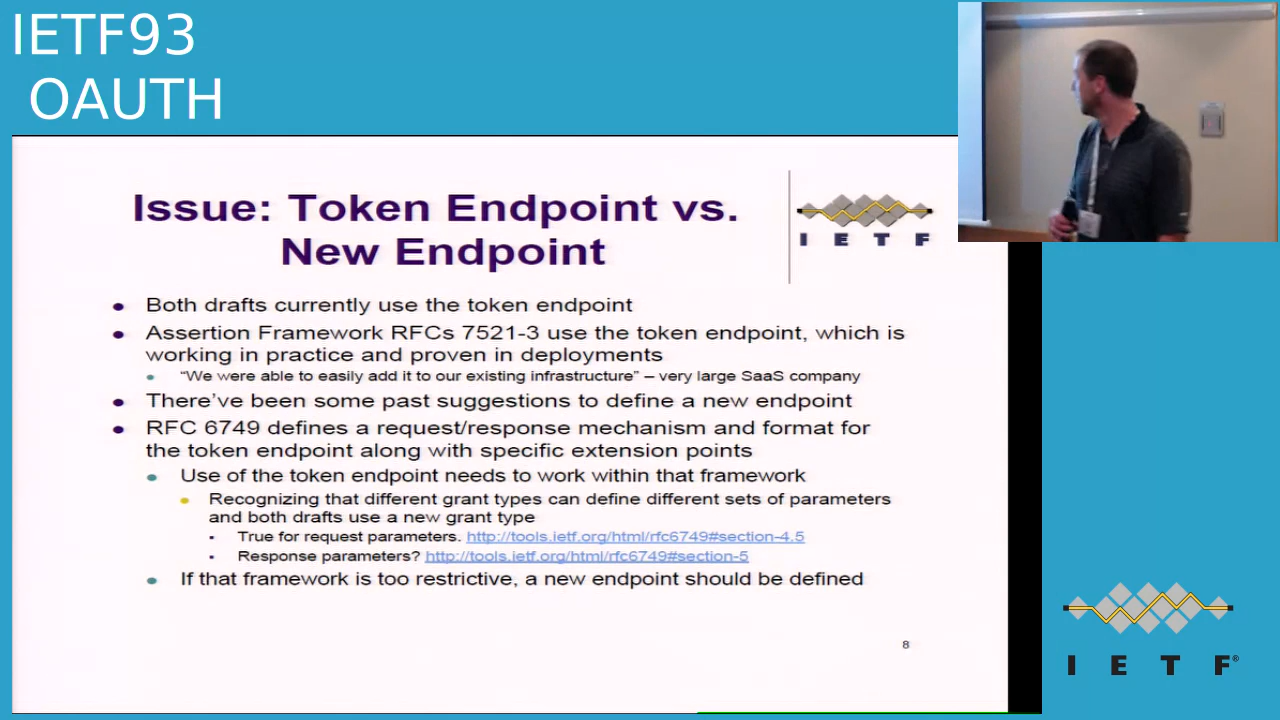 IETF93
OAUTH
Issue: Token Endpoint vs.
New Endpoint
I E T F
Both drafts currently use the token endpoint
Assertion Framework RFCs 7521-3 use the token endpoint, which is
working in practice and proven in deployments
“We were able to easily add it to our existing infrastructure” – very large SaaS company
There’ve been some past suggestions to define a new endpoint
RFC 6749 defines a request/response mechanism and format for
the token endpoint along with specific extension points
Use of the token endpoint needs to work within that framework
Recognizing that different grant types can define different sets of parameters
and both drafts use a new grant type
True for request parameters. http://tools.ietf.org/html/rfc6749#section-4.5
Response parameters? http://tools.ietf.org/html/rfc6749#section-5
If that framework is too restrictive, a new endpoint should be defined
8
I E T F®